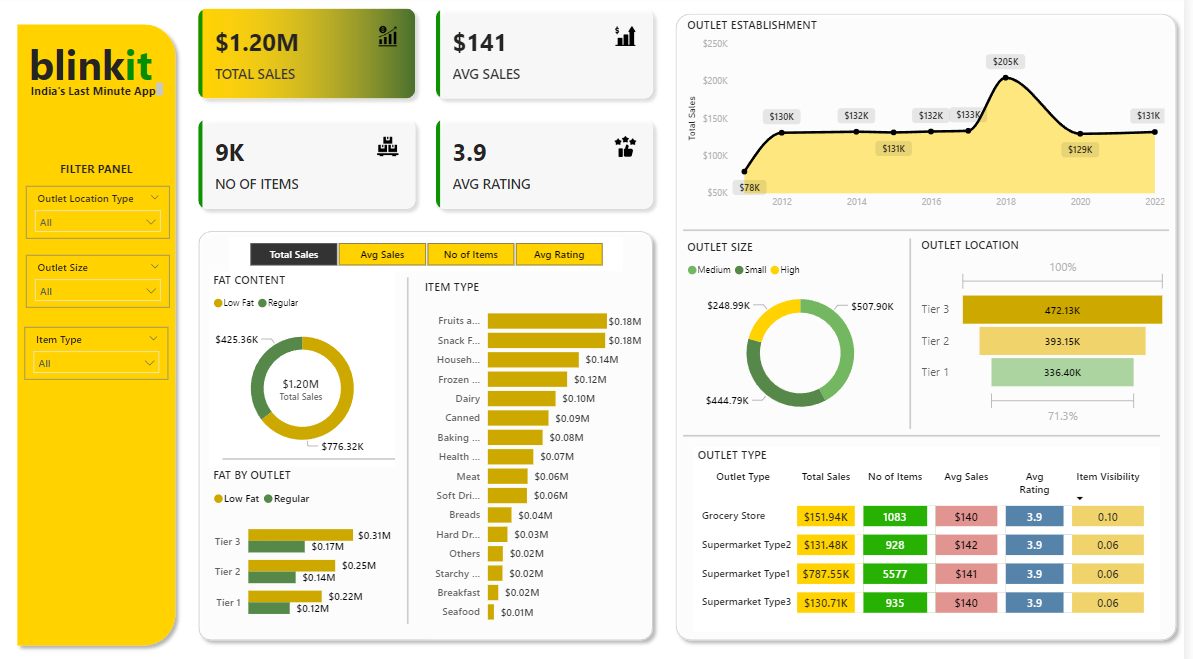 blinkit
India's Last Minute App
FILTER PANEL
Outlet Location Type
All
Outlet Size
All
Item Type
All
$1.20M
TOTAL SALES
$141
AVG SALES
9K
NO OF ITEMS
3.9
AVG RATING
Total Sales
Avg Sales
No of Items
Avg Rating
FAT CONTENT
Low Fat Regular
$425.36K
$1.20M
Total Sales
$776.32K
FAT BY OUTLET
Low Fat Regular
Tier 3 $0.31M
$0.17M
Tier 2 $0.25M
$0.14M
Tier 1 $0.22M
$0.12M
ITEM TYPE
Fruits a... $0.18M
Snack F... $0.18M
Househ... $0.14M
Frozen ... $0.12M
Dairy $0.10M
Canned $0.09M
Baking ... $0.08M
Health ... $0.07M
Meat $0.06M
Soft Dri... $0.06M
Breads $0.04M
Hard Dr... $0.03M
Others $0.02M
Starchy ... $0.02M
Breakfast $0.02M
Seafood $0.01M
OUTLET ESTABLISHMENT
Total Sales
$250K
$200K
$150K
$100K
$50K
$78K
$130K
$132K
$131K
$132K
$133K
$205K
$129K
$131K
2012 2014 2016 2018 2020 2022
OUTLET SIZE
Medium Small High
$248.99K
$507.90K
$444.79K
OUTLET LOCATION
100%
Tier 3 472.13K
Tier 2 393.15K
Tier 1 336.40K
71.3%
OUTLET TYPE
Outlet Type Total Sales No of Items Avg Sales Avg Rating Item Visibility
Grocery Store $151.94K 1083 $140 3.9 0.10
Supermarket Type2 $131.48K 928 $142 3.9 0.06
Supermarket Type1 $787.55K 5577 $141 3.9 0.06
Supermarket Type3 $130.71K 935 $140 3.9 0.06